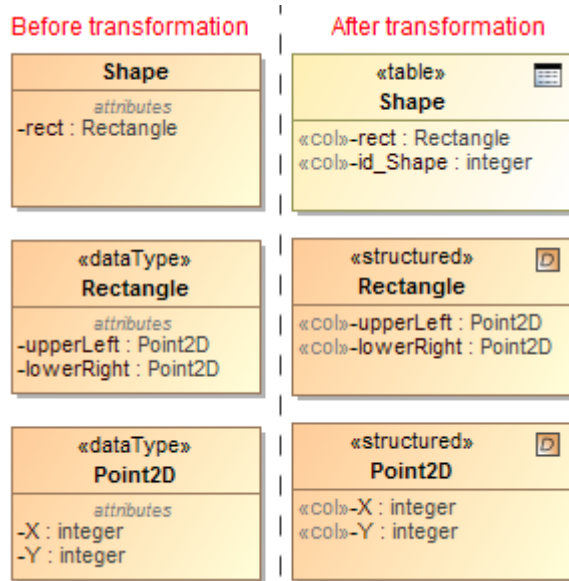 Before transformation
After transformation
Shape
attributes
-rect : Rectangle
«table»
Shape
«col»-rect : Rectangle
«col»-id_Shape : integer
«dataType»
Rectangle
attributes
-upperLeft : Point2D
-lowerRight : Point2D
«structured»
Rectangle
«col»-upperLeft : Point2D
«col»-lowerRight : Point2D
«dataType»
Point2D
attributes
-X : integer
-Y : integer
«structured»
Point2D
«col»-X : integer
«col»-Y : integer